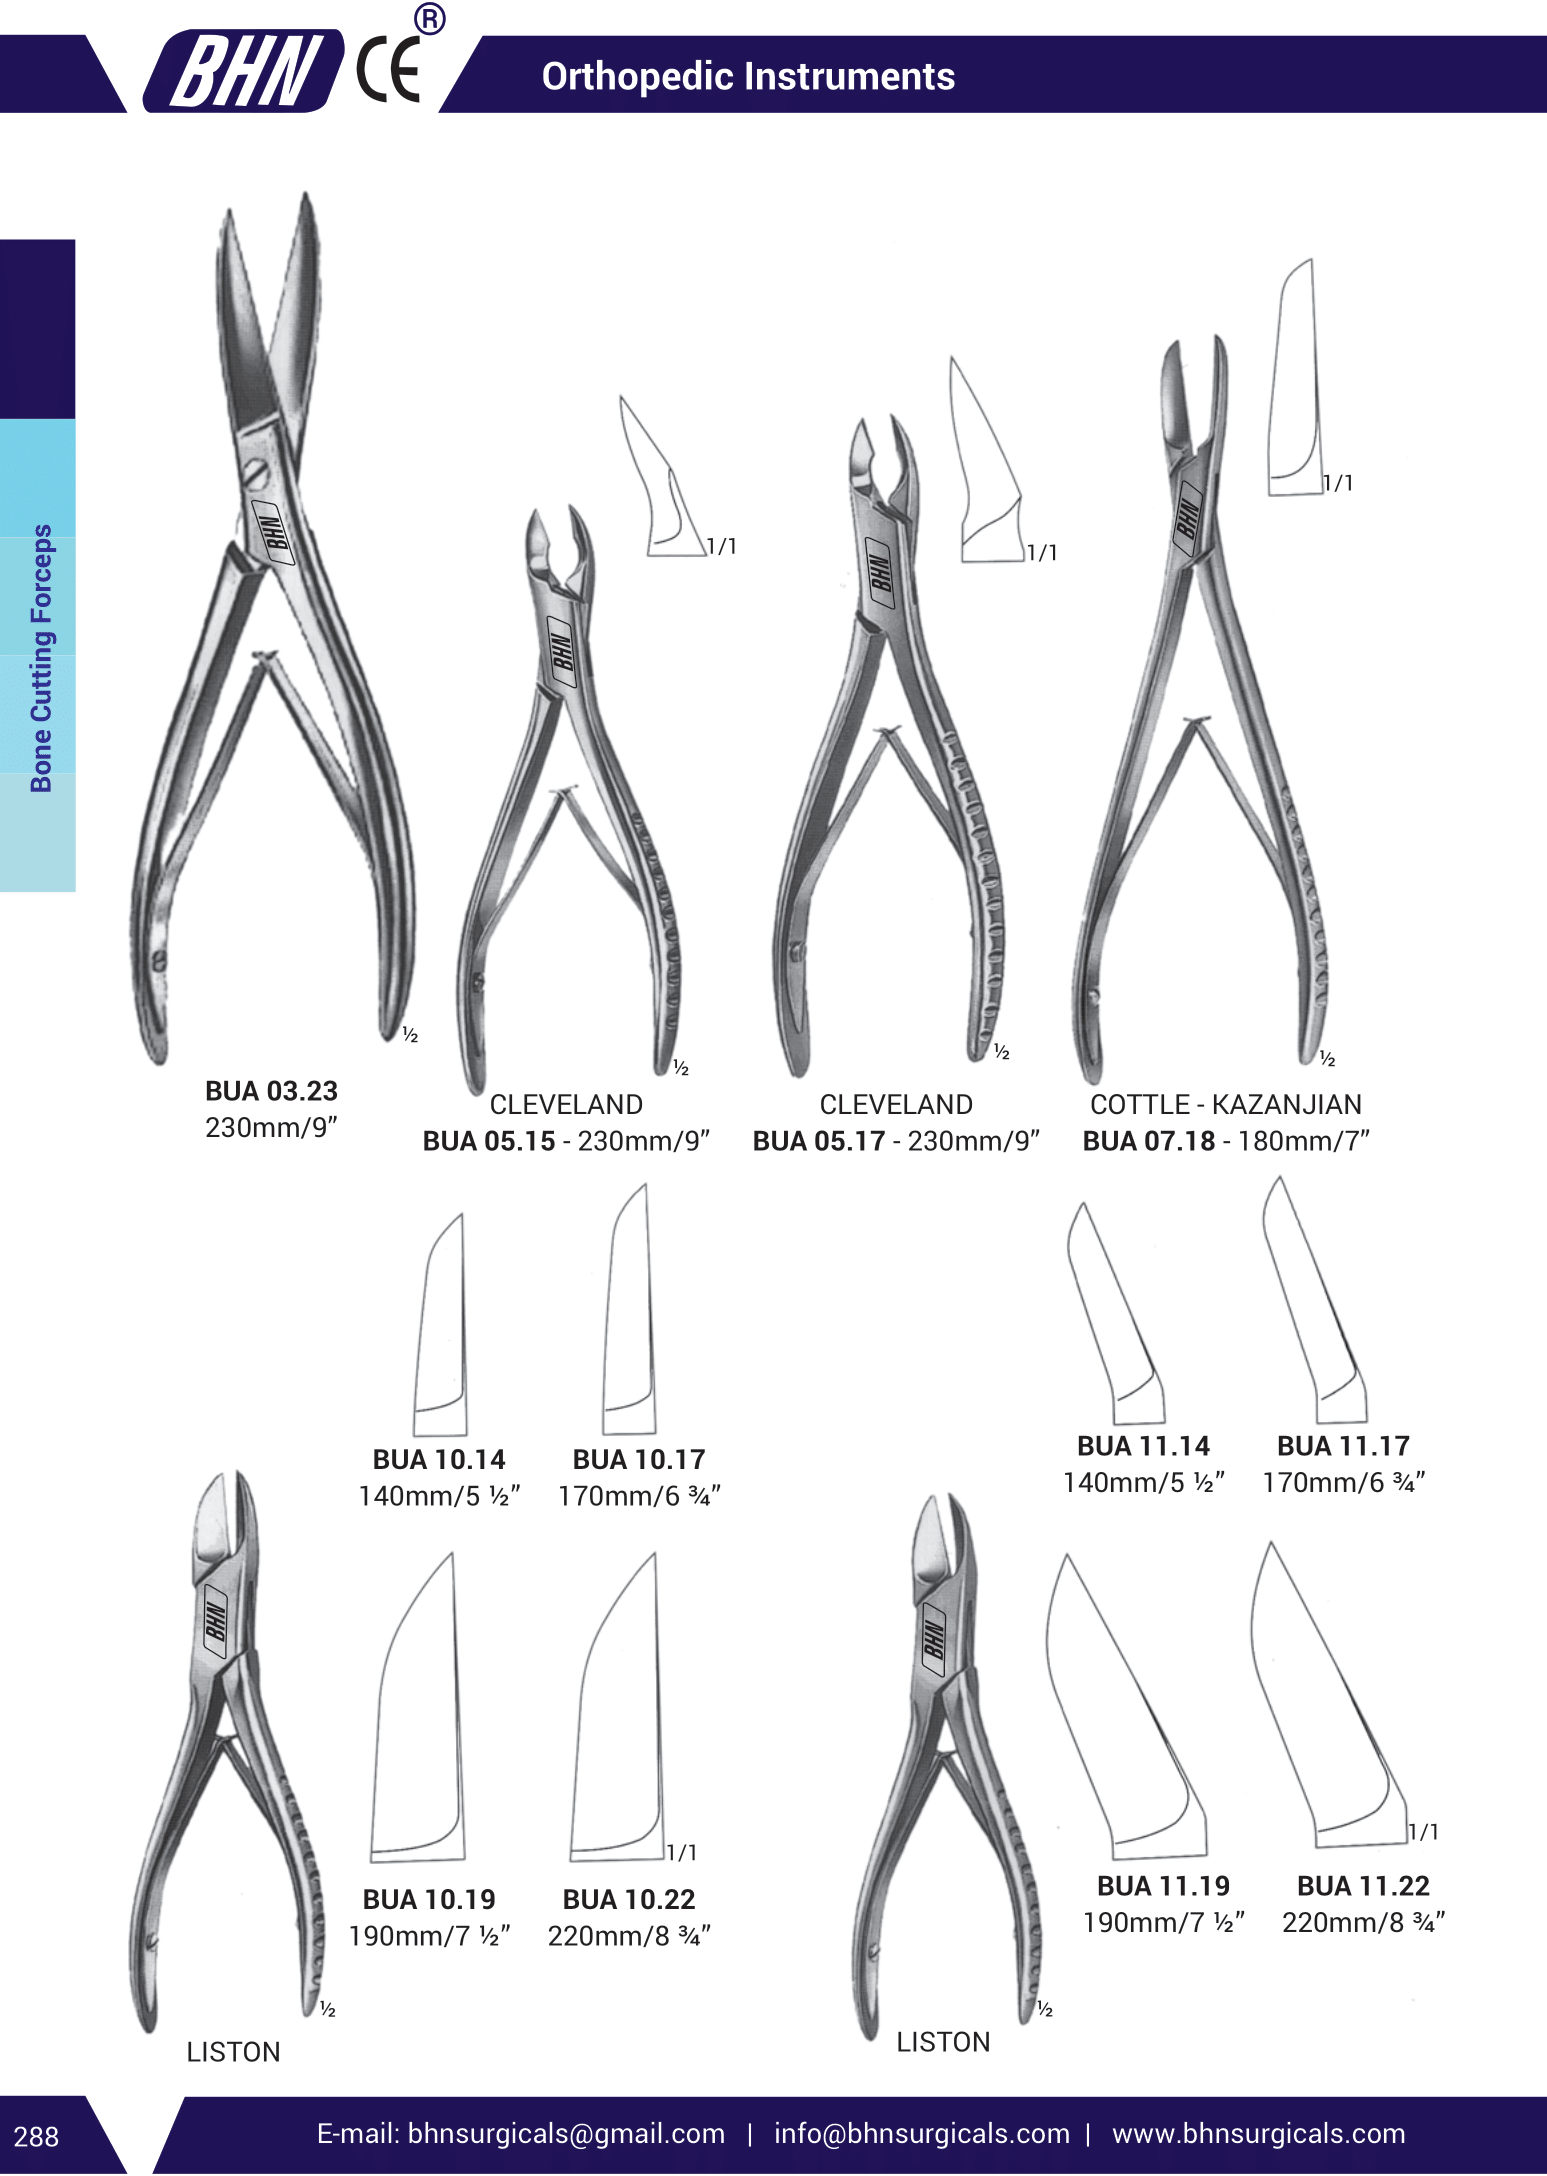 BHN CE ®
Orthopedic Instruments
Bone Cutting Forceps
1/1
1/1
1/1
BHN
BHN
BHN
BHN
½
½
½
½
BUA 03.23
230mm/9”
CLEVELAND
BUA 05.15 - 230mm/9”
CLEVELAND
BUA 05.17 - 230mm/9”
COTTLE - KAZANJIAN
BUA 07.18 - 180mm/7”
BUA 10.14
140mm/5 ½”
BUA 10.17
170mm/6 ¾”
BUA 11.14
140mm/5 ½”
BUA 11.17
170mm/6 ¾”
BHN
BHN
1/1
1/1
BUA 10.19
190mm/7 ½”
BUA 10.22
220mm/8 ¾”
BUA 11.19
190mm/7 ½”
BUA 11.22
220mm/8 ¾”
½
½
LISTON
LISTON
288
E-mail: bhnsurgicals@gmail.com | info@bhnsurgicals.com | www.bhnsurgicals.com